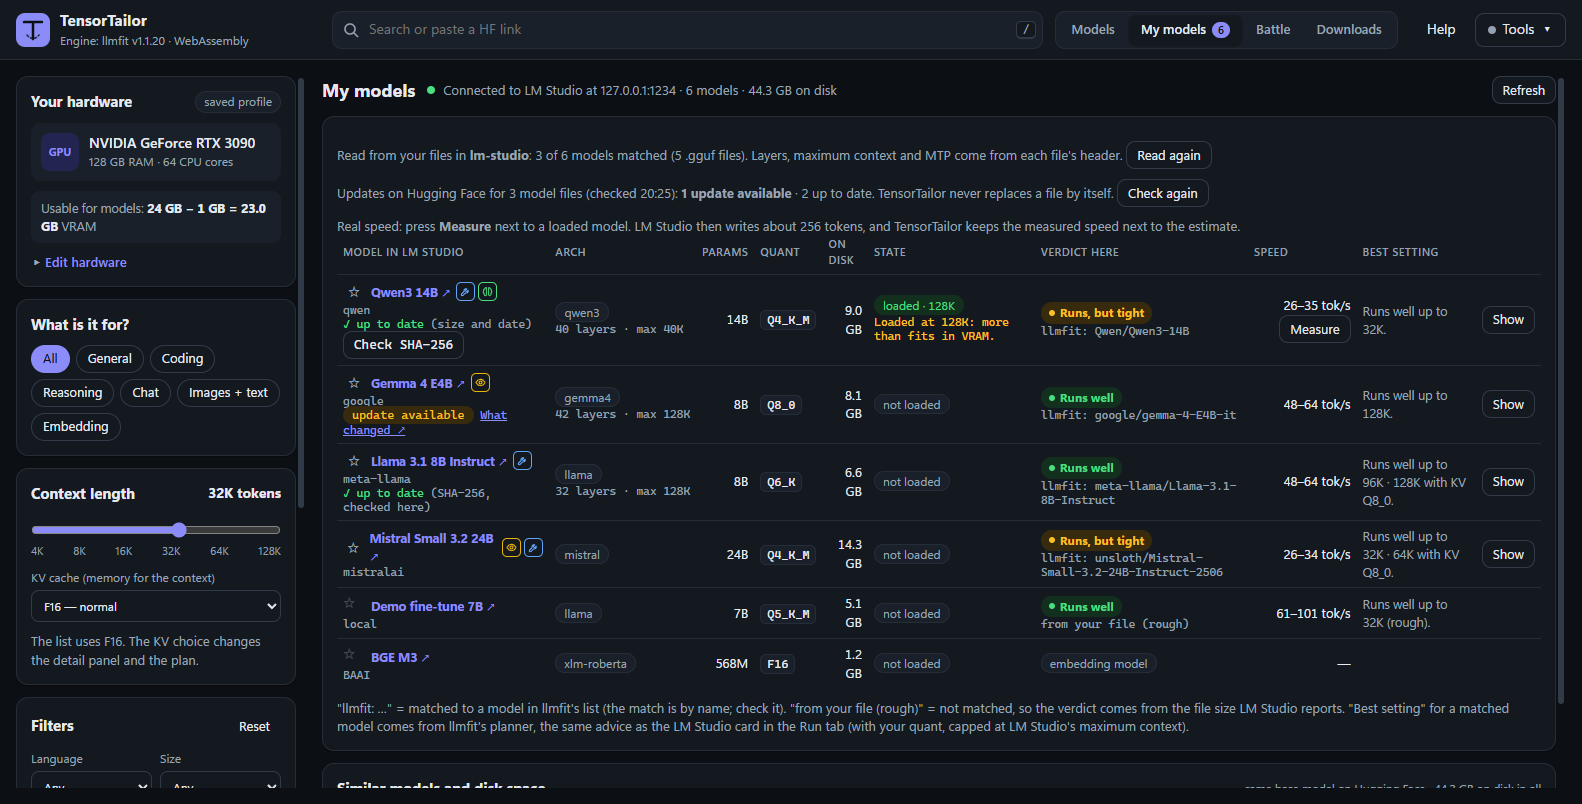 TensorTailor
Engine: llmfit v1.1.20 · WebAssembly
Search or paste a HF link
/
Models
My models 6
Battle
Downloads
Help
Tools ▾
Your hardware
saved profile
GPU
NVIDIA GeForce RTX 3090
128 GB RAM · 64 CPU cores
Usable for models: 24 GB – 1 GB = 23.0
GB VRAM
▸ Edit hardware
What is it for?
All
General
Coding
Reasoning
Chat
Images + text
Embedding
Context length
32K tokens
4K 8K 16K 32K 64K 128K
KV cache (memory for the context)
F16 — normal
The list uses F16. The KV choice changes
the detail panel and the plan.
Filters
Reset
Language
Size
Any
Any
My models
Connected to LM Studio at 127.0.0.1:1234 · 6 models · 44.3 GB on disk
Refresh
Read from your files in lm-studio: 3 of 6 models matched (5 .gguf files). Layers, maximum context and MTP come from each file's header. Read again
Updates on Hugging Face for 3 model files (checked 20:25): 1 update available · 2 up to date. TensorTailor never replaces a file by itself. Check again
Real speed: press Measure next to a loaded model. LM Studio then writes about 256 tokens, and TensorTailor keeps the measured speed next to the estimate.
MODEL IN LM STUDIO
ARCH
PARAMS
QUANT
ON
DISK
STATE
VERDICT HERE
SPEED
BEST SETTING
☆ Qwen3 14B ↗
qwen
✓ up to date (size and date)
Check SHA-256
qwen3
40 layers · max 40K
14B
Q4_K_M
9.0
GB
loaded · 128K
Loaded at 128K: more
than fits in VRAM.
Runs, but tight
llmfit: Qwen/Qwen3-14B
26–35 tok/s
Measure
Runs well up to
32K.
Show
☆ Gemma 4 E4B ↗
google
update available What
changed ↗
gemma4
42 layers · max 128K
8B
Q8_0
8.1
GB
not loaded
Runs well
llmfit: google/gemma-4-E4B-it
48–64 tok/s
Runs well up to
128K.
Show
☆ Llama 3.1 8B Instruct ↗
meta-llama
✓ up to date (SHA-256,
checked here)
llama
32 layers · max 128K
8B
Q6_K
6.6
GB
not loaded
Runs well
llmfit: meta-llama/Llama-3.1-
8B-Instruct
48–64 tok/s
Runs well up to
96K · 128K with KV
Q8_0.
Show
☆ Mistral Small 3.2 24B
↗
mistralai
mistral
24B
Q4_K_M
14.3
GB
not loaded
Runs, but tight
llmfit: unsloth/Mistral-
Small-3.2-24B-Instruct-2506
26–34 tok/s
Runs well up to
32K · 64K with KV
Q8_0.
Show
☆ Demo fine-tune 7B ↗
local
llama
7B
Q5_K_M
5.1
GB
not loaded
Runs well
from your file (rough)
61–101 tok/s
Runs well up to
32K (rough).
☆ BGE M3 ↗
BAAI
xlm-roberta
568M
F16
1.2
GB
not loaded
embedding model
—
"llmfit: ..." = matched to a model in llmfit's list (the match is by name; check it). "from your file (rough)" = not matched, so the verdict comes from the file size LM Studio reports. "Best setting" for a matched
model comes from llmfit's planner, the same advice as the LM Studio card in the Run tab (with your quant, capped at LM Studio's maximum context).
Similar models and disk space
same base model on Hugging Face · 44.3 GB on disk in all